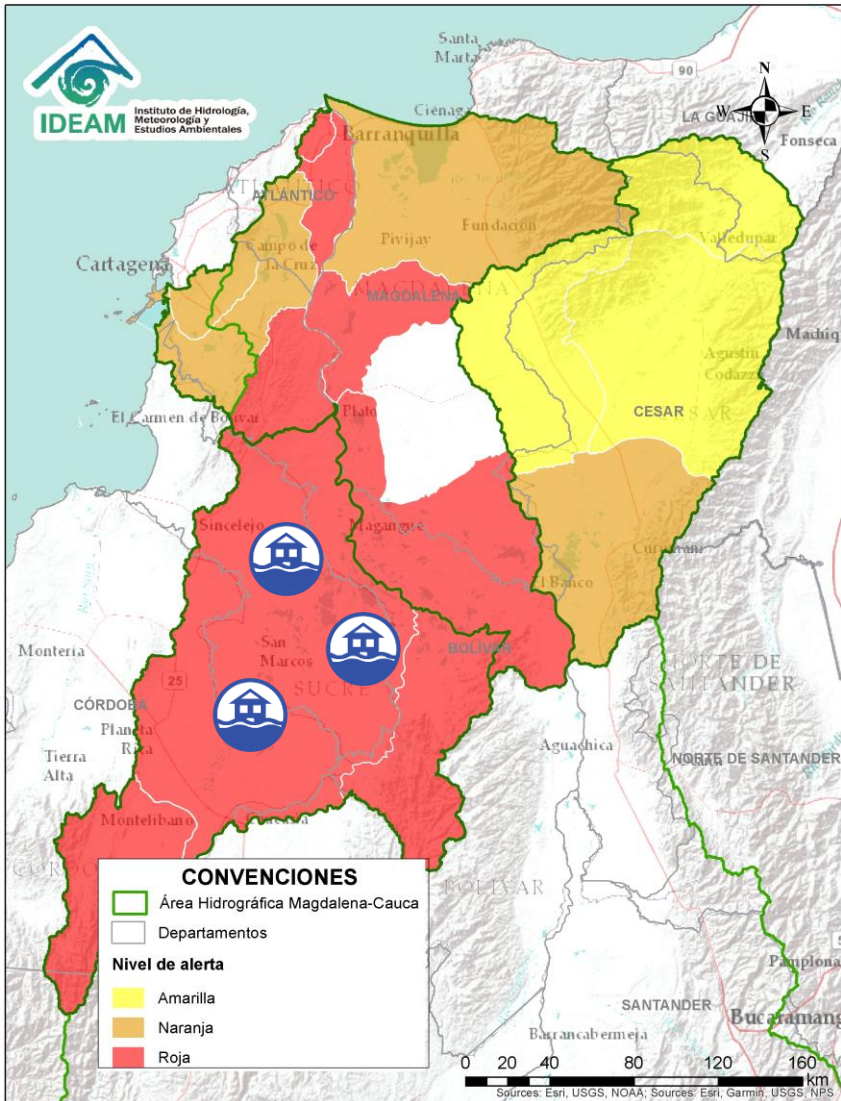 IDEAM
Instituto de Hidrología,
Meteorología y
Estudios Ambientales
Santa
Marta
90
N
W
E
S
Ciénaga
LA GUAJIR
Fonseca
Barranquilla
ATLÁNTICO
Fundación
Valledupar
Pivijay
Campo de
la Cruz
Cartagena
MAGDALENA
Machiq
Agustín
Codazzi
El Carmen de Bolívar
Plato
CESAR
Sincelejo
Magangué
Curumaní
El Banco
Montería
San
Marcos
BOLÍVAR
NORTE DE
SANTANDER
25
SUCRE
CÓRDOBA
Planeta
Rica
Aguachica
NORTE DE SANTANDER
Tierra
Alta
Montelíbano
Caucasia
BOLÍVAR
CONVENCIONES
Área Hidrográfica Magdalena-Cauca
Departamentos
Nivel de alerta
Amarilla
Naranja
Roja
Pamplona
SANTANDER
Bucaramang
Barrancabermeja
0 20 40 80 120 160
KM
Sources: Esri, USGS, NOAA; Sources: Esri, Garmin, USGS, NPS